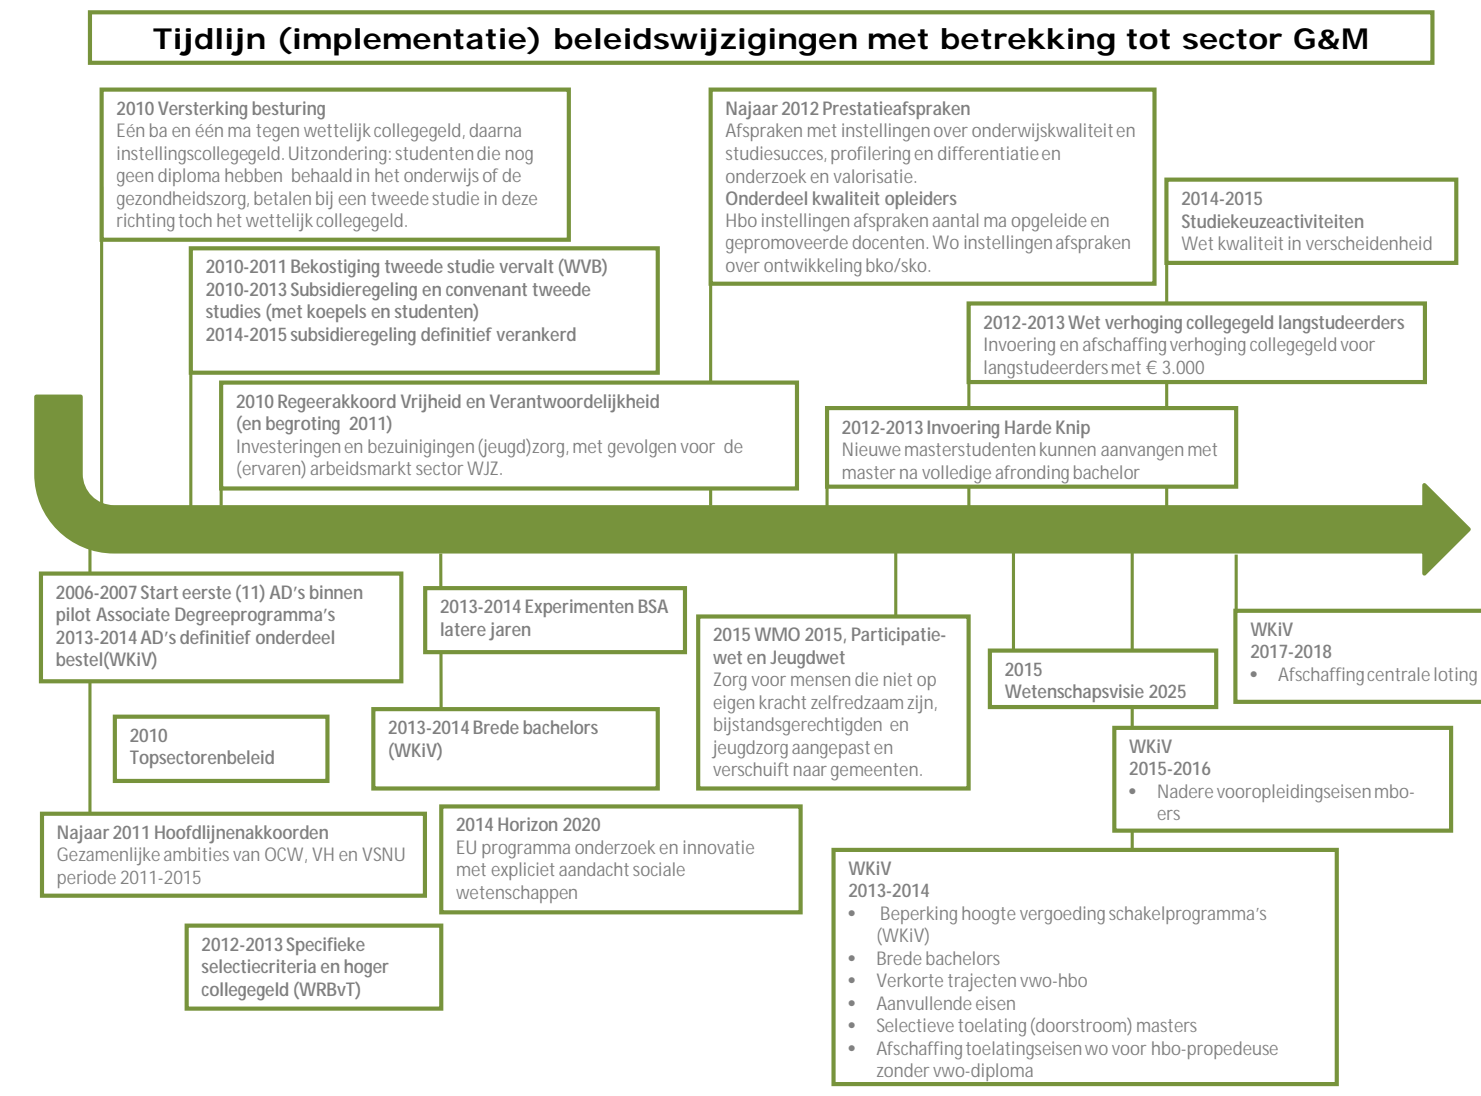 Tijdlijn (implementatie) beleidswijzigingen met betrekking tot sector G&M
2010 Versterking besturing
Eén ba en één ma tegen wettelijk collegegeld, daarna
instellingscollegegeld. Uitzondering: studenten die nog
geen diploma hebben behaald in het onderwijs of de
gezondheidszorg, betalen bij een tweede studie in deze
richting toch het wettelijk collegegeld.
2010-2011 Bekostiging tweede studie vervalt (WVB)
2010-2013 Subsidieregeling en convenant tweede
studies (met koepels en studenten)
2014-2015 subsidieregeling definitief verankerd
2010 Regeerakkoord Vrijheid en Verantwoordelijkheid
(en begroting 2011)
Investeringen en bezuinigingen (jeugd)zorg, met gevolgen voor de
(ervaren) arbeidsmarkt sector WJZ.
Najaar 2012 Prestatieafspraken
Afspraken met instellingen over onderwijskwaliteit en
studiesucces, profilering en differentiatie en
onderzoek en valorisatie.
Onderdeel kwaliteit opleiders
Hbo instellingen afspraken aantal ma opgeleide en
gepromoveerde docenten. Wo instellingen afspraken
over ontwikkeling bko/sko.
2014-2015
Studiekeuzeactiviteiten
Wet kwaliteit in verscheidenheid
2012-2013 Wet verhoging collegegeld langstudeerders
Invoering en afschaffing verhoging collegegeld voor
langstudeerders met € 3.000
2012-2013 Invoering Harde Knip
Nieuwe masterstudenten kunnen aanvangen met
master na volledige afronding bachelor
2006-2007 Start eerste (11) AD's binnen
pilot Associate Degreeprogramma's
2013-2014 AD's definitief onderdeel
bestel(WKiV)
2010
Topsectorenbeleid
Najaar 2011 Hoofdlijnenakkoorden
Gezamenlijke ambities van OCW, VH en VSNU
periode 2011-2015
2012-2013 Specifieke
selectiecriteria en hoger
collegegeld (WRBvT)
2013-2014 Experimenten BSA
latere jaren
2013-2014 Brede bachelors
(WKiV)
2014 Horizon 2020
EU programma onderzoek en innovatie
met expliciet aandacht sociale
wetenschappen
2015 WMO 2015, Participatie-
wet en Jeugdwet
Zorg voor mensen die niet op
eigen kracht zelfredzaam zijn,
bijstandsgerechtigden en
jeugdzorg aangepast en
verschuift naar gemeenten.
2015
Wetenschapsvisie 2025
WKiV
2017-2018
• Afschaffing centrale loting
WKiV
2015-2016
• Nadere vooropleidingseisen mbo-
ers
WKiV
2013-2014
• Beperking hoogte vergoeding schakelprogramma's
(WKiV)
• Brede bachelors
• Verkorte trajecten vwo-hbo
• Aanvullende eisen
• Selectieve toelating (doorstroom) masters
• Afschaffing toelatingseisen wo voor hbo-propedeuse
zonder vwo-diploma